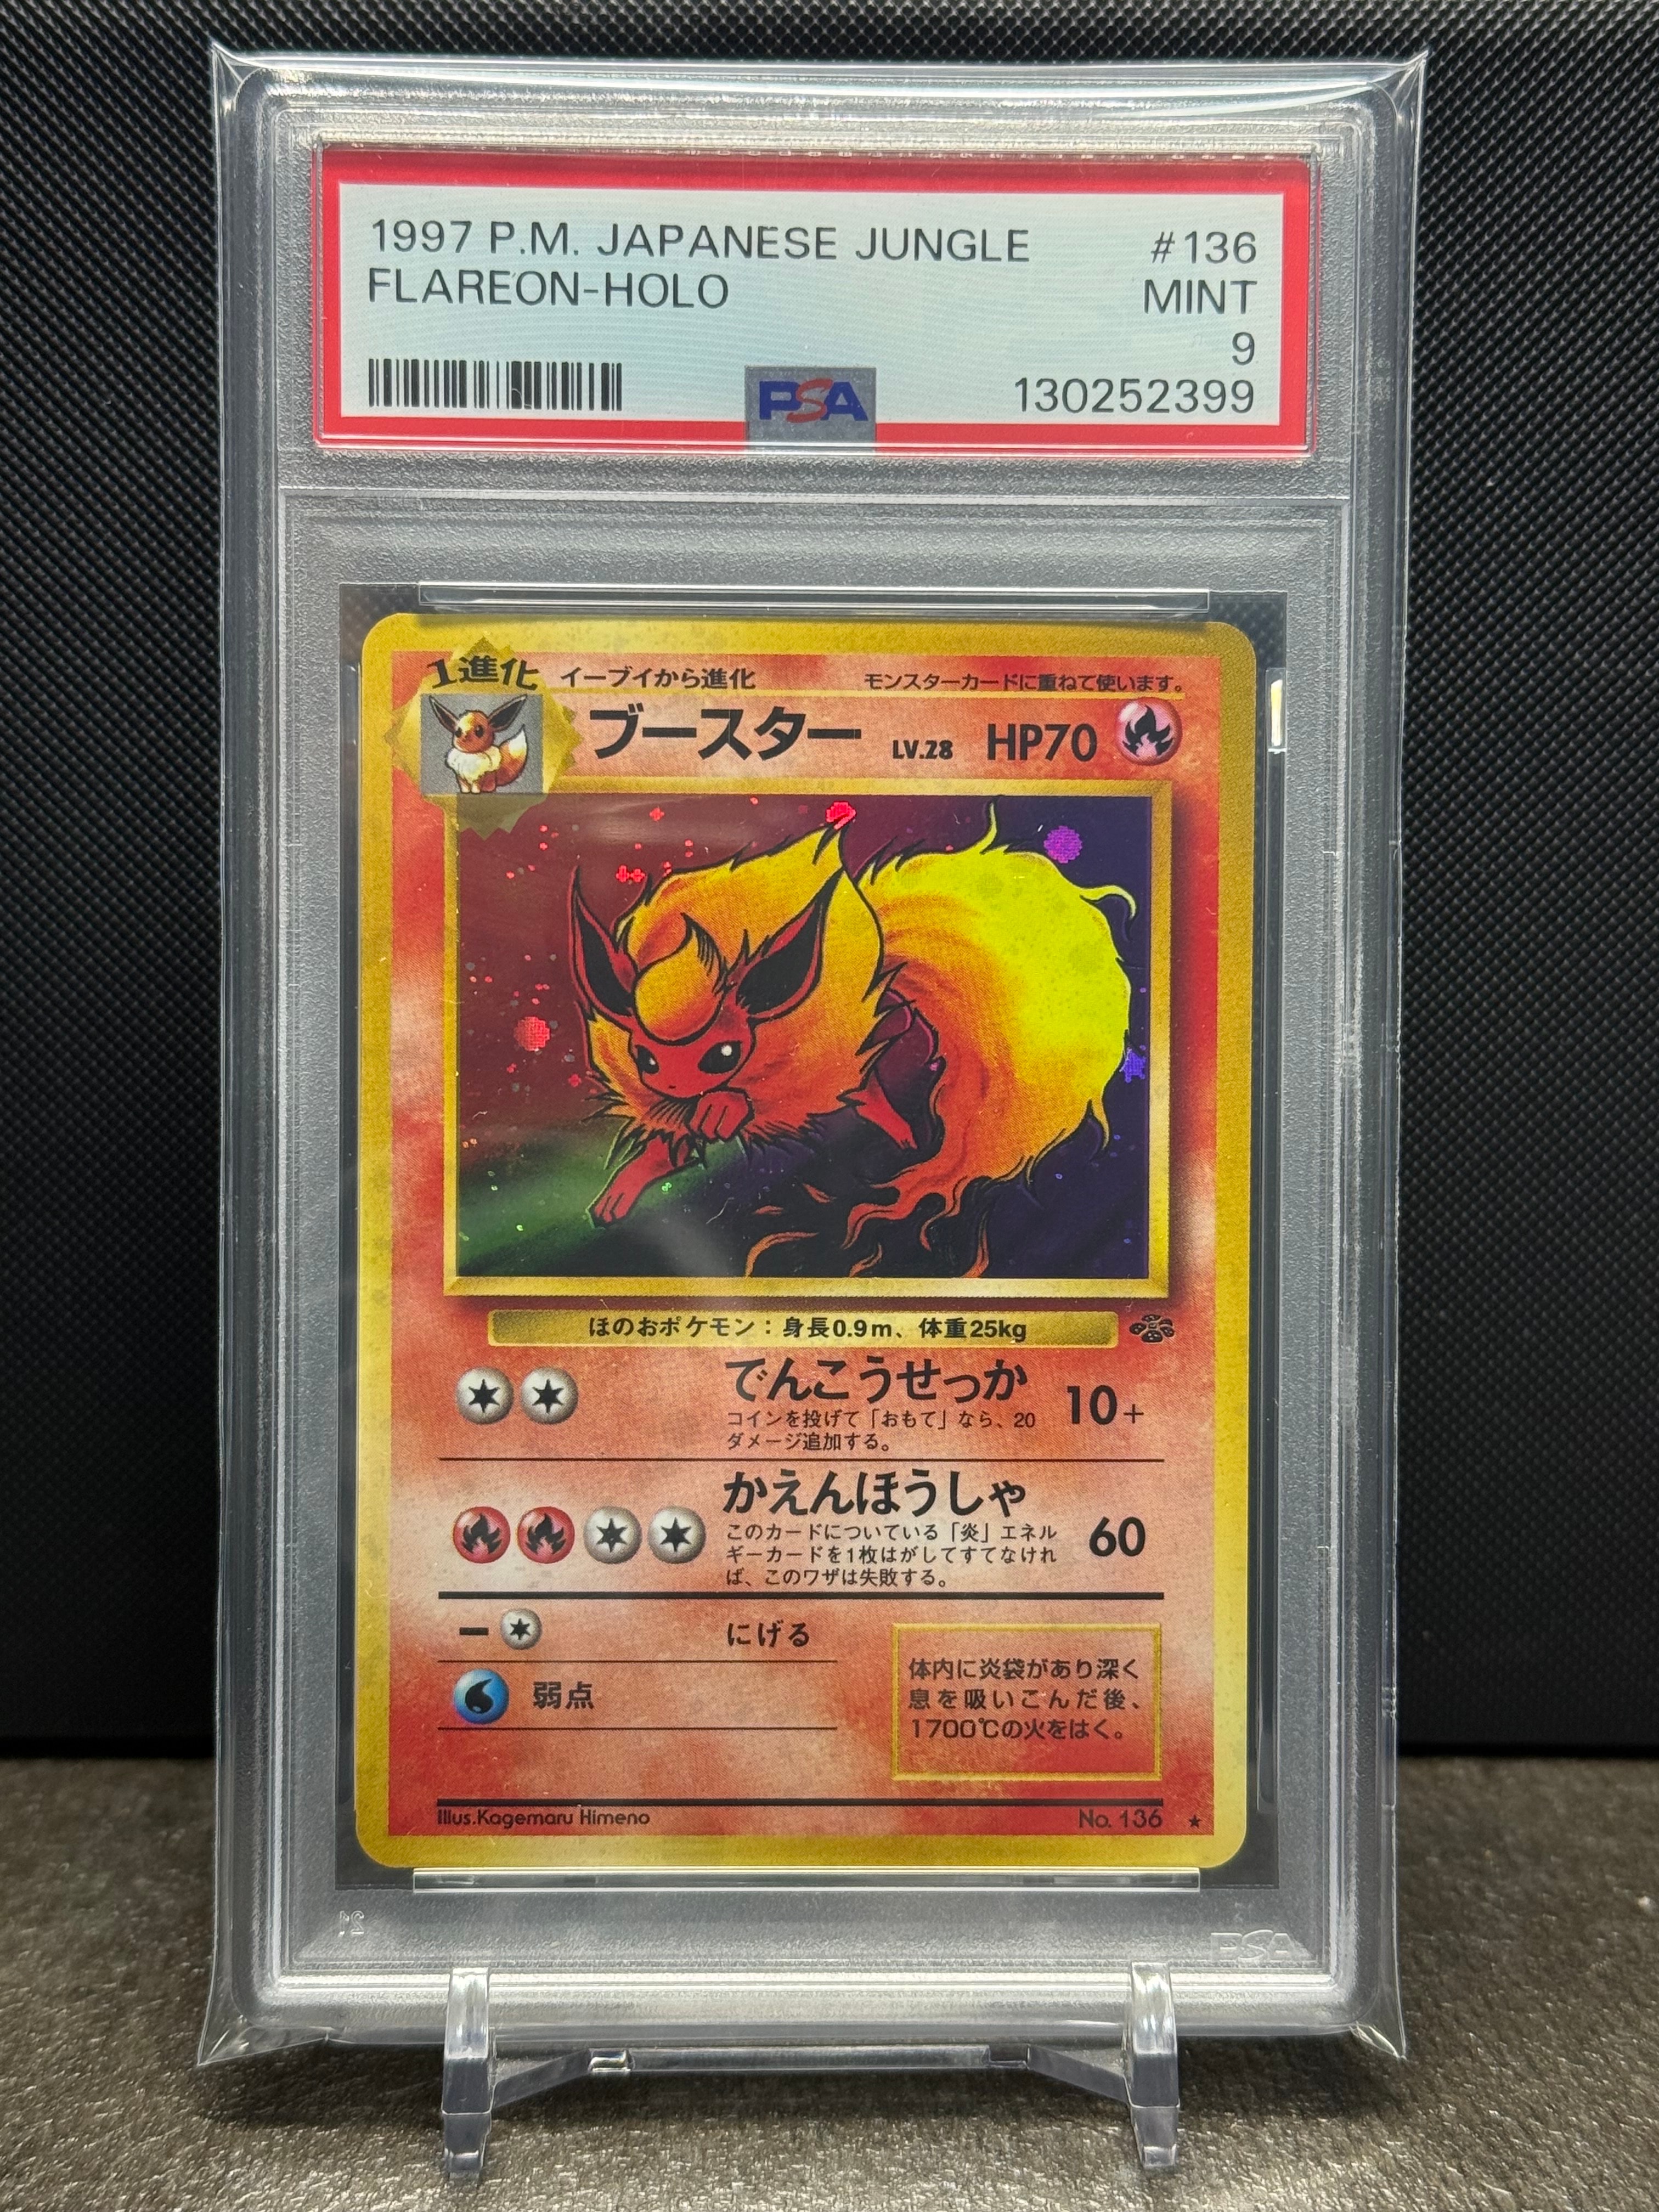 1997 P.M. JAPANESE JUNGLE #136
FLAREON-HOLO MINT
9
PSA 130252399
1進化 イーブイから進化 モンスターカードに重ねて使います。
ブースター LV.28 HP70
ほのおポケモン：身長0.9m、体重25kg
でんこうせっか 10+
コインを投げて「おもて」なら、20
ダメージ追加する。
かえんほうしゃ 60
このカードについている「炎」エネル
ギーカードを1枚はがしてすてなけれ
ば、このワザは失敗する。
ー にげる
弱点
体内に炎袋があり深く
息を吸いこんだ後、
1700℃の火をはく。
Illus.Kagemaru Himeno No. 136 ★
PSA